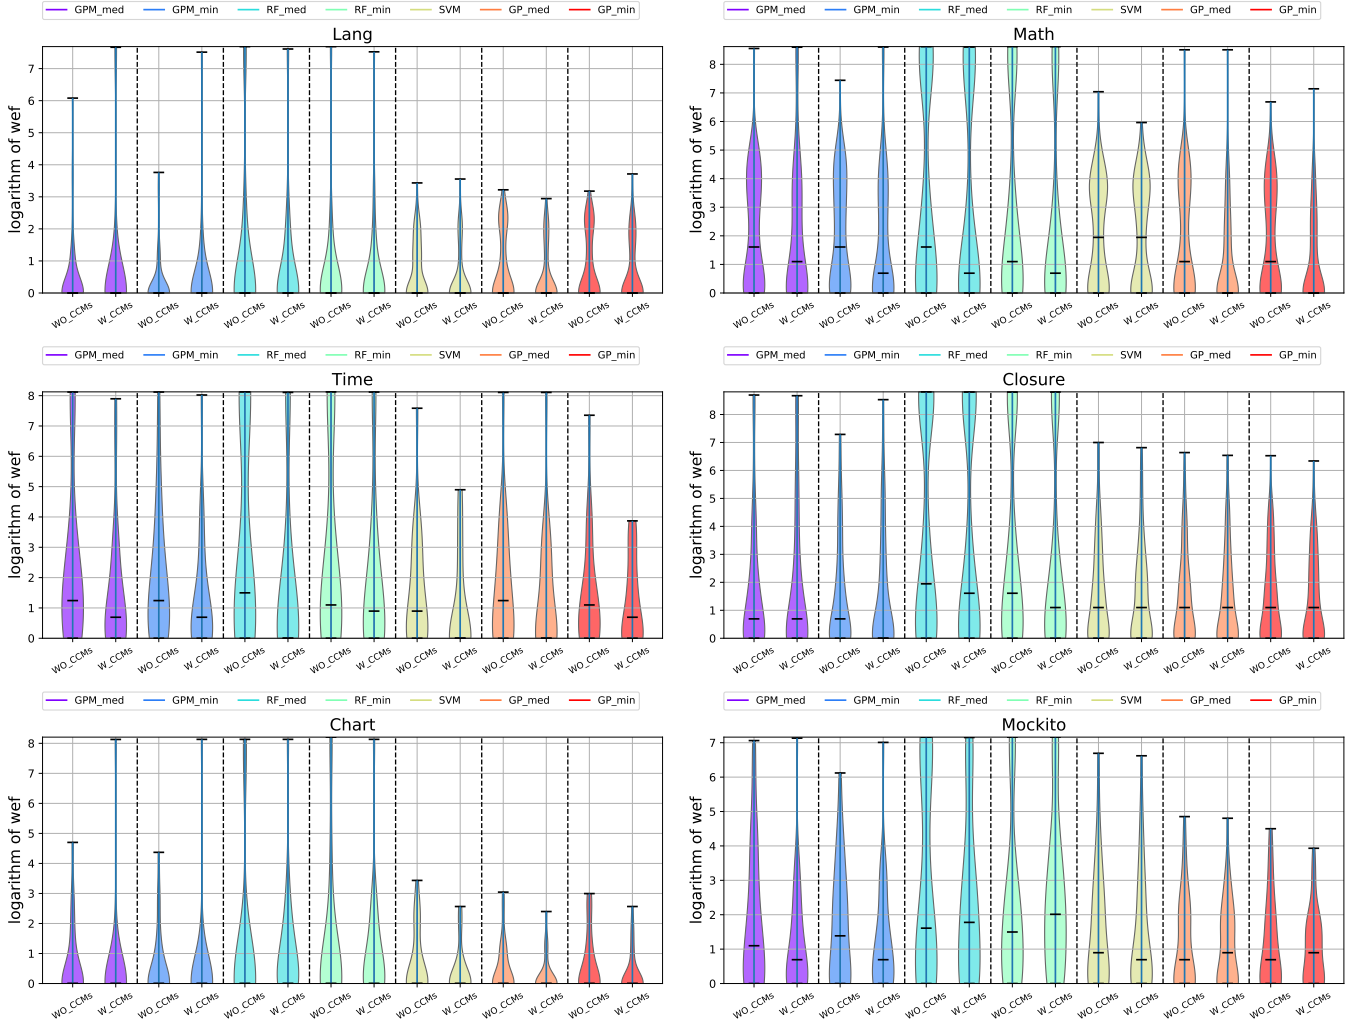 GPM_med GPM_min RF_med RF_min SVM GP_med GP_min
Lang
logarithm of wef
7
6
5
4
3
2
1
0
WO_CCMs W_CCMs WO_CCMs W_CCMs WO_CCMs W_CCMs WO_CCMs W_CCMs WO_CCMs W_CCMs WO_CCMs W_CCMs WO_CCMs W_CCMs
GPM_med GPM_min RF_med RF_min SVM GP_med GP_min
Math
logarithm of wef
8
7
6
5
4
3
2
1
0
WO_CCMs W_CCMs WO_CCMs W_CCMs WO_CCMs W_CCMs WO_CCMs W_CCMs WO_CCMs W_CCMs WO_CCMs W_CCMs WO_CCMs W_CCMs
GPM_med GPM_min RF_med RF_min SVM GP_med GP_min
Time
logarithm of wef
8
7
6
5
4
3
2
1
0
WO_CCMs W_CCMs WO_CCMs W_CCMs WO_CCMs W_CCMs WO_CCMs W_CCMs WO_CCMs W_CCMs WO_CCMs W_CCMs WO_CCMs W_CCMs
GPM_med GPM_min RF_med RF_min SVM GP_med GP_min
Closure
logarithm of wef
8
7
6
5
4
3
2
1
0
WO_CCMs W_CCMs WO_CCMs W_CCMs WO_CCMs W_CCMs WO_CCMs W_CCMs WO_CCMs W_CCMs WO_CCMs W_CCMs WO_CCMs W_CCMs
GPM_med GPM_min RF_med RF_min SVM GP_med GP_min
Chart
logarithm of wef
8
7
6
5
4
3
2
1
0
WO_CCMs W_CCMs WO_CCMs W_CCMs WO_CCMs W_CCMs WO_CCMs W_CCMs WO_CCMs W_CCMs WO_CCMs W_CCMs WO_CCMs W_CCMs
GPM_med GPM_min RF_med RF_min SVM GP_med GP_min
Mockito
logarithm of wef
7
6
5
4
3
2
1
0
WO_CCMs W_CCMs WO_CCMs W_CCMs WO_CCMs W_CCMs WO_CCMs W_CCMs WO_CCMs W_CCMs WO_CCMs W_CCMs WO_CCMs W_CCMs